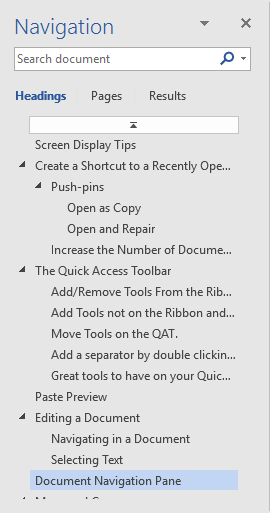 Navigation
Search document
Headings Pages Results
Screen Display Tips
Create a Shortcut to a Recently Ope...
Push-pins
Open as Copy
Open and Repair
Increase the Number of Docume...
The Quick Access Toolbar
Add/Remove Tools From the Rib...
Add Tools not on the Ribbon and...
Move Tools on the QAT.
Add a separator by double clickin...
Great tools to have on your Quic...
Paste Preview
Editing a Document
Navigating in a Document
Selecting Text
Document Navigation Pane